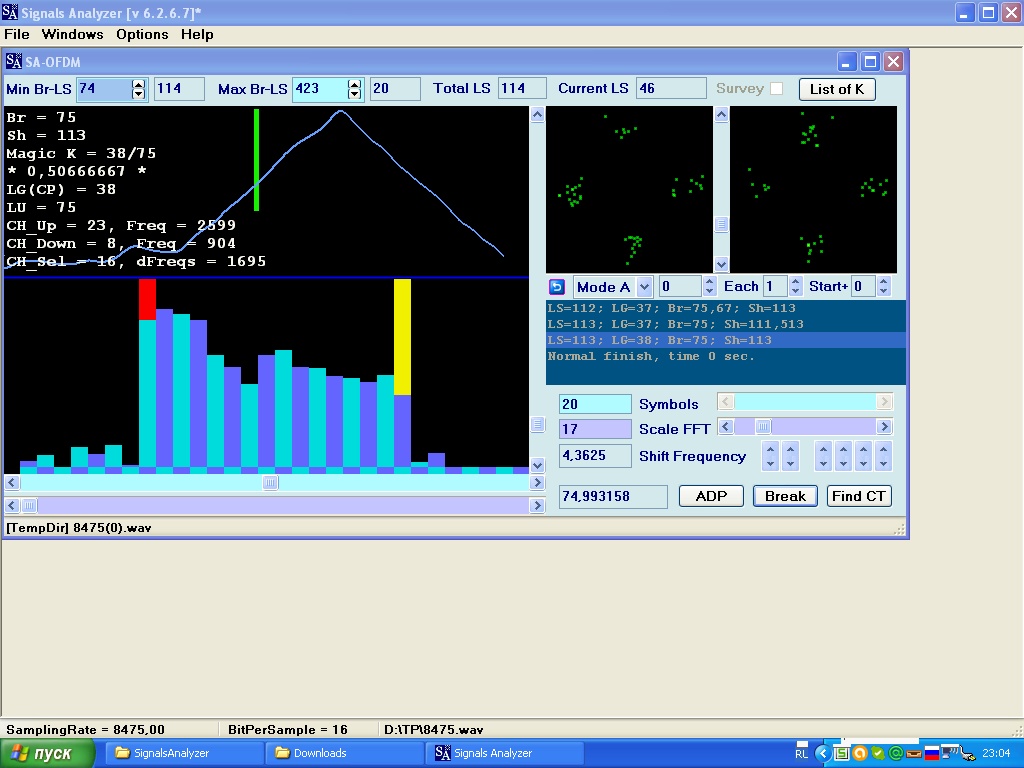 Signals Analyzer [v 6.2.6.7]*
File Windows Options Help
SA-OFDM
Min Br-LS 74 114 Max Br-LS 423 20 Total LS 114 Current LS 46 Survey List of K
Br = 75
Sh = 113
Magic K = 38/75
* 0,50666667 *
LG(CP) = 38
LU = 75
CH_Up = 23, Freq = 2599
CH_Down = 8, Freq = 904
CH_Sel = 16, dFreqs = 1695
Mode A 0 Each 1 Start+ 0
LS=112; LG=37; Br=75,67; Sh=113
LS=113; LG=37; Br=75; Sh=111,513
LS=113; LG=38; Br=75; Sh=113
Normal finish, time 0 sec.
20 Symbols
17 Scale FFT
4,3625 Shift Frequency
74,993158 ADP Break Find CT
[TempDir] 8475(0).wav
SamplingRate = 8475,00 BitPerSample = 16 D:\TP\8475.wav
пуск SignalsAnalyzer Downloads SA Signals Analyzer RL 23:04